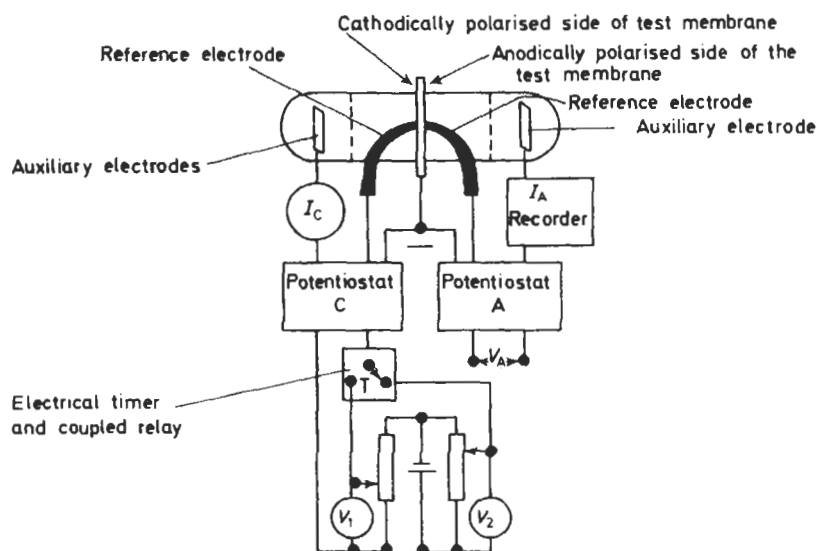 Cathodically polarised side of test membrane
Reference electrode
Anodically polarised side of the
test membrane
Reference electrode
Auxiliary electrode
Auxiliary electrodes
I_C
I_A
Recorder
Potentiostat
C
Potentiostat
A
V_A
T
Electrical timer
and coupled relay
V_1
V_2